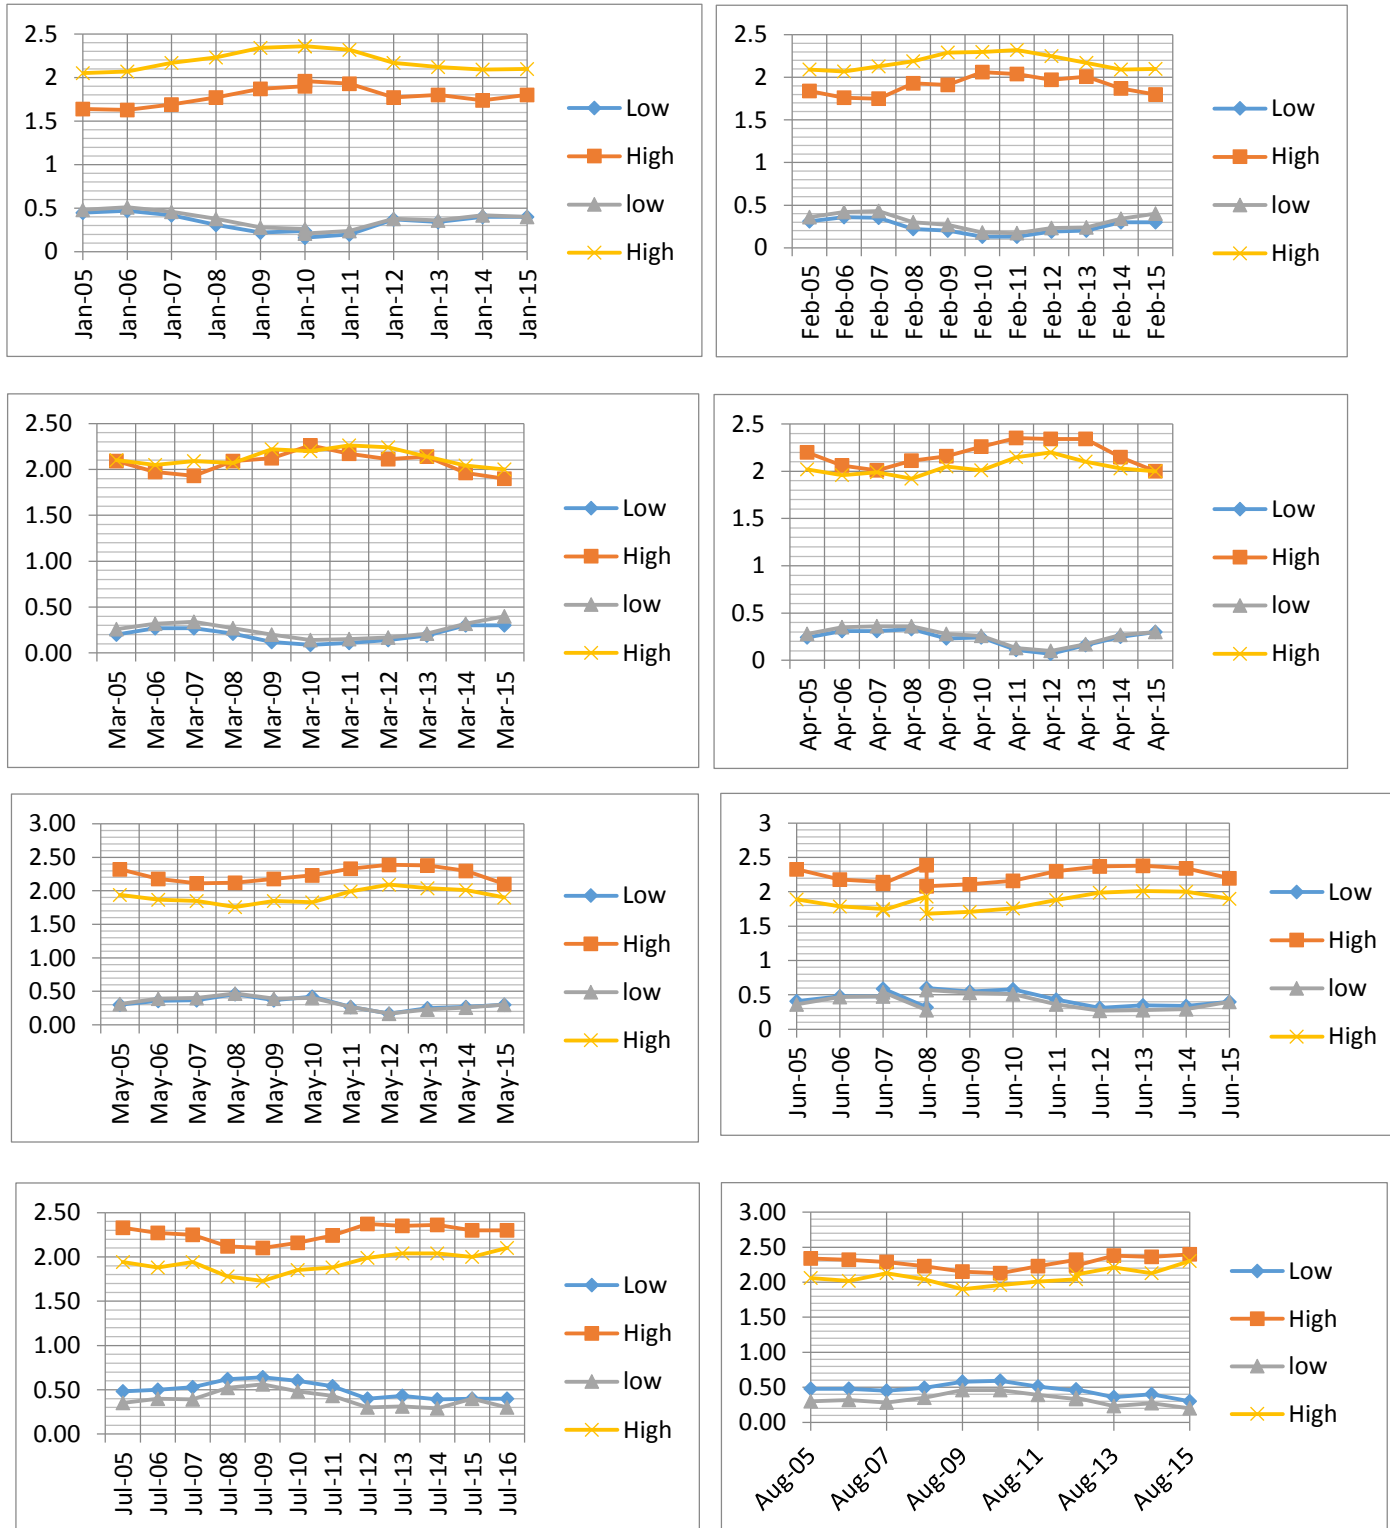 2.5
2
1.5
1
0.5
0
Jan-05
Jan-06
Jan-07
Jan-08
Jan-09
Jan-10
Jan-11
Jan-12
Jan-13
Jan-14
Jan-15
Low
High
low
High
2.5
2
1.5
1
0.5
0
Feb-05
Feb-06
Feb-07
Feb-08
Feb-09
Feb-10
Feb-11
Feb-12
Feb-13
Feb-14
Feb-15
Low
High
low
High
2.50
2.00
1.50
1.00
0.50
0.00
Mar-05
Mar-06
Mar-07
Mar-08
Mar-09
Mar-10
Mar-11
Mar-12
Mar-13
Mar-14
Mar-15
Low
High
low
High
2.5
2
1.5
1
0.5
0
Apr-05
Apr-06
Apr-07
Apr-08
Apr-09
Apr-10
Apr-11
Apr-12
Apr-13
Apr-14
Apr-15
Low
High
low
High
3.00
2.50
2.00
1.50
1.00
0.50
0.00
May-05
May-06
May-07
May-08
May-09
May-10
May-11
May-12
May-13
May-14
May-15
Low
High
low
High
3
2.5
2
1.5
1
0.5
0
Jun-05
Jun-06
Jun-07
Jun-08
Jun-09
Jun-10
Jun-11
Jun-12
Jun-13
Jun-14
Jun-15
Low
High
low
High
2.50
2.00
1.50
1.00
0.50
0.00
Jul-05
Jul-06
Jul-07
Jul-08
Jul-09
Jul-10
Jul-11
Jul-12
Jul-13
Jul-14
Jul-15
Jul-16
Low
High
low
High
3.00
2.50
2.00
1.50
1.00
0.50
0.00
Aug-05
Aug-07
Aug-09
Aug-11
Aug-13
Aug-15
Low
High
low
High